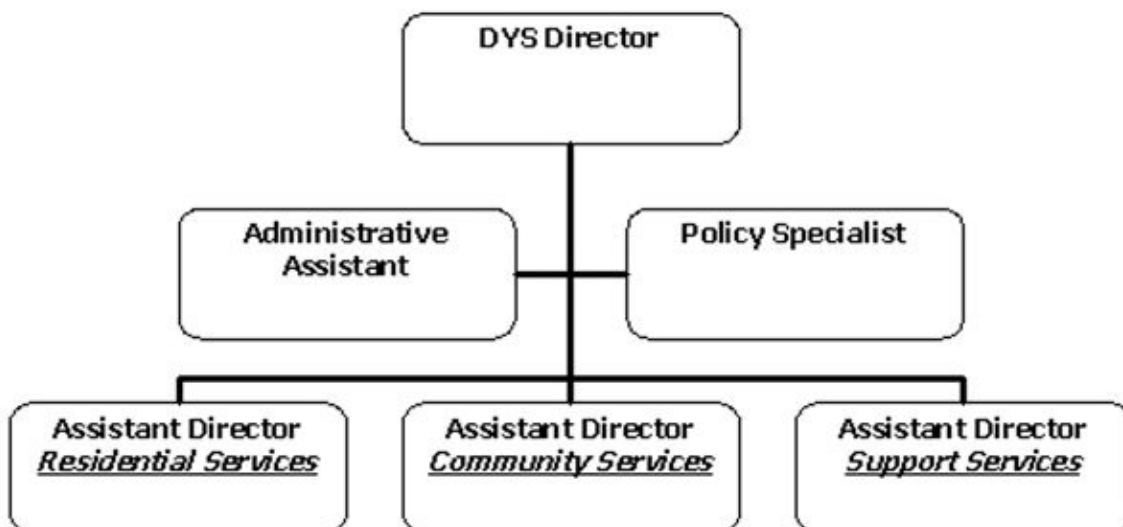 DYS Director
Administrative
Assistant
Policy Specialist
Assistant Director
Residential Services
Assistant Director
Community Services
Assistant Director
Support Services